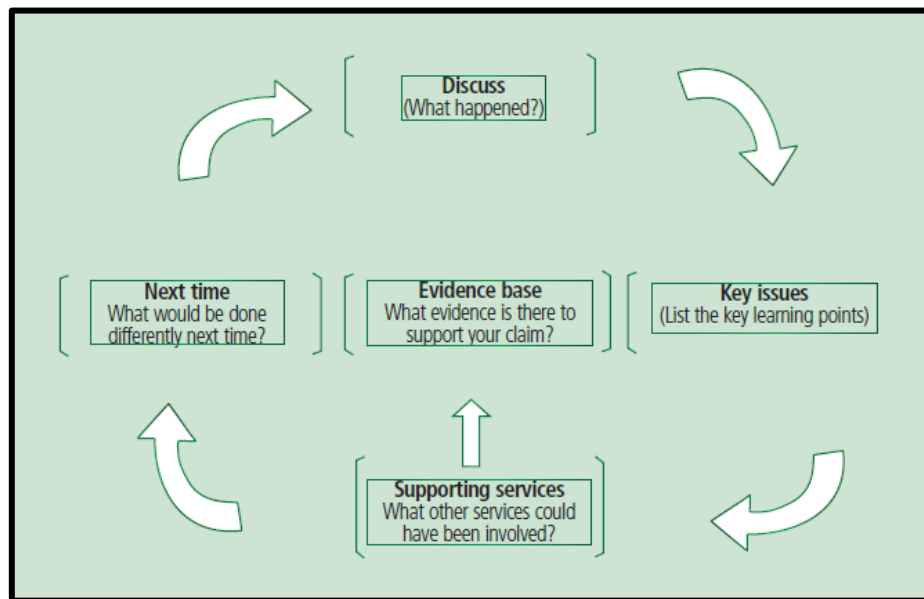 Discuss
(What happened?)
Next time
What would be done
differently next time?
Evidence base
What evidence is there to
support your claim?
Key issues
(List the key learning points)
Supporting services
What other services could
have been involved?